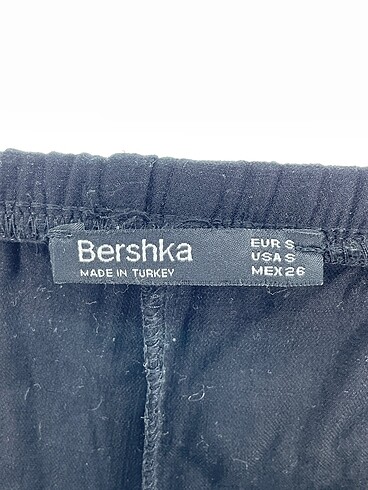 Bershka
MADE IN TURKEY
EUR S
USA S
MEX 26